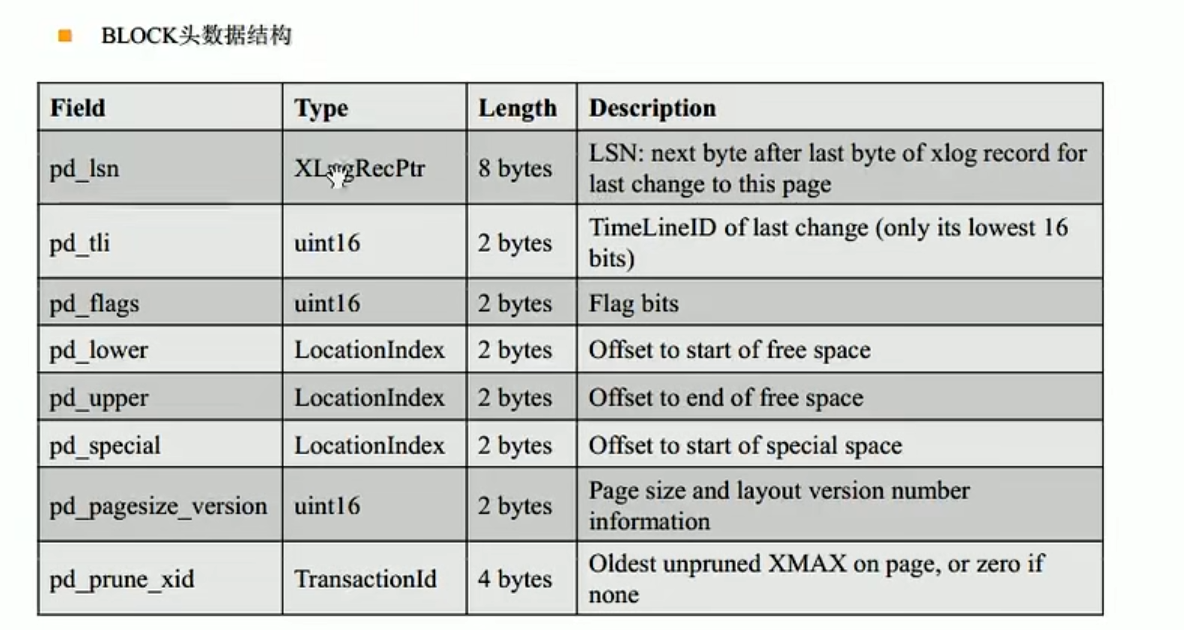 BLOCK头数据结构
Field Type Length Description
pd_lsn XLogRecPtr 8 bytes LSN: next byte after last byte of xlog record for
last change to this page
pd_tli uint16 2 bytes TimeLineID of last change (only its lowest 16
bits)
pd_flags uint16 2 bytes Flag bits
pd_lower LocationIndex 2 bytes Offset to start of free space
pd_upper LocationIndex 2 bytes Offset to end of free space
pd_special LocationIndex 2 bytes Offset to start of special space
pd_pagesize_version uint16 2 bytes Page size and layout version number
information
pd_prune_xid TransactionId 4 bytes Oldest unpruned XMAX on page, or zero if
none